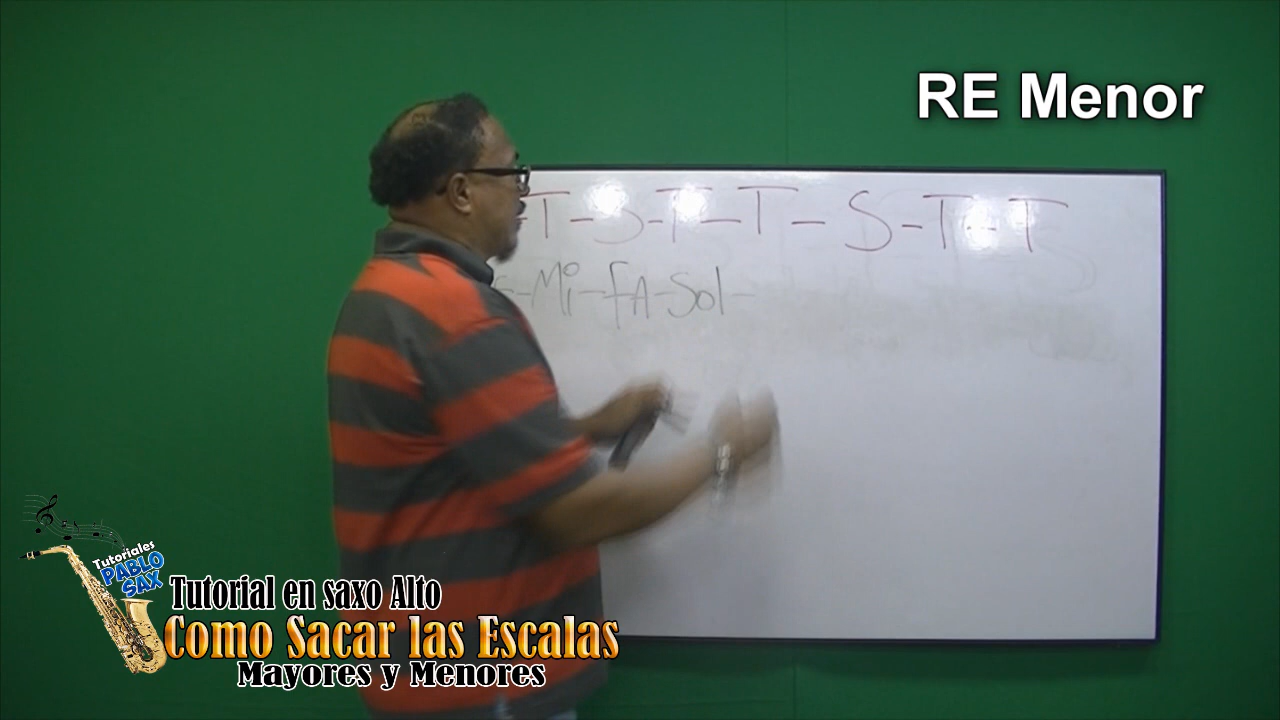 RE Menor
-T-S-T-T-S-T-T
-Mi-FA-Sol-
Tutoriales
PABLO
SAX
Tutorial en saxo Alto
Como Sacar las Escalas
Mayores y Menores